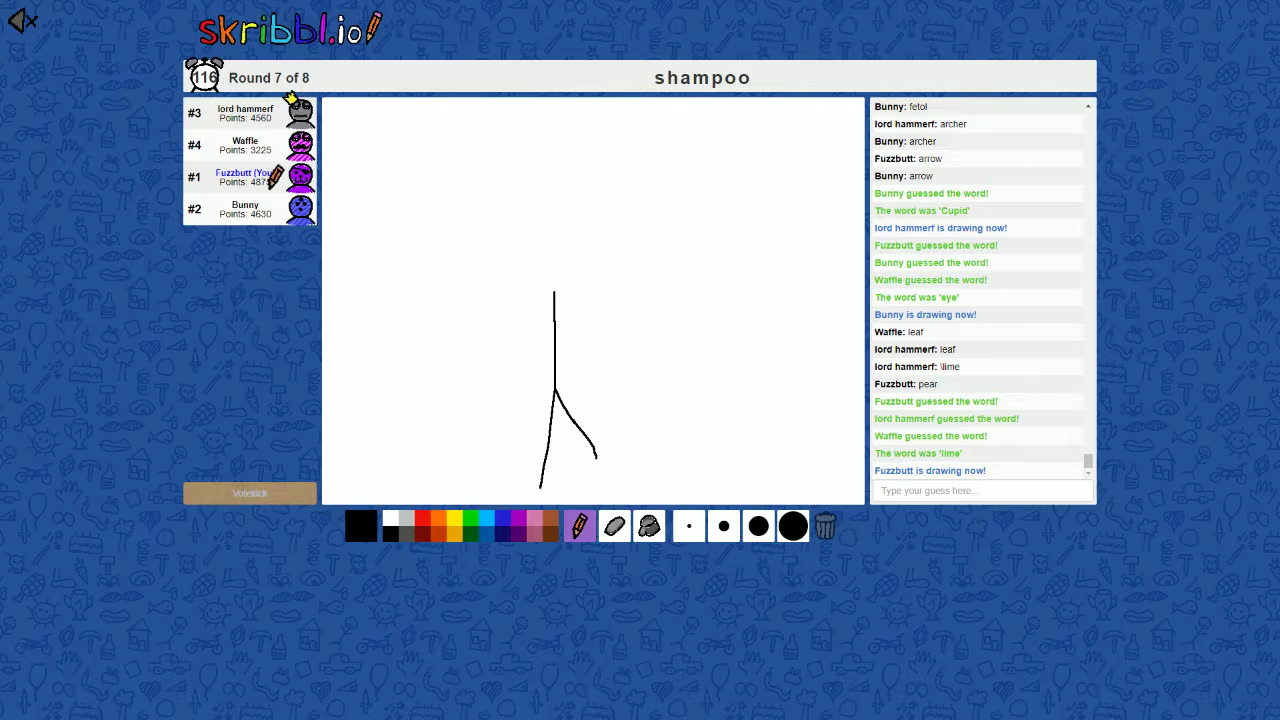 skribbl.io
116 Round 7 of 8
shampoo
#3 lord hammerf
Points: 4560
#4 Waffle
Points: 3225
#1 Fuzzbutt (You
Points: 487
#2 Bunny
Points: 4630
Votekick
Bunny: fetol
lord hammerf: archer
Bunny: archer
Fuzzbutt: arrow
Bunny: arrow
Bunny guessed the word!
The word was 'Cupid'
lord hammerf is drawing now!
Fuzzbutt guessed the word!
Bunny guessed the word!
Waffle guessed the word!
The word was 'eye'
Bunny is drawing now!
Waffle: leaf
lord hammerf: leaf
lord hammerf: \lime
Fuzzbutt: pear
Fuzzbutt guessed the word!
lord hammerf guessed the word!
Waffle guessed the word!
The word was 'lime'
Fuzzbutt is drawing now!
Type your guess here...